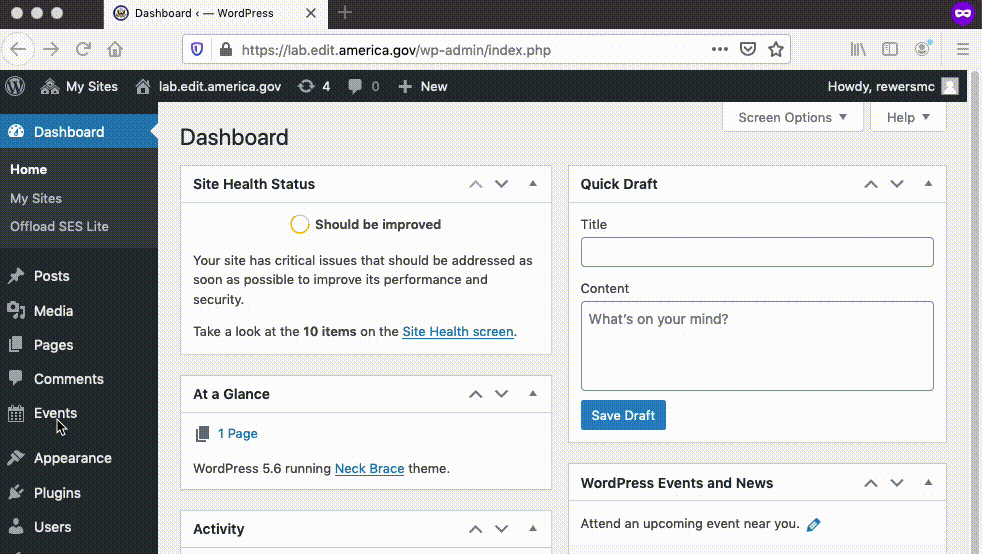 Dashboard ‹ — WordPress
https://lab.edit.america.gov/wp-admin/index.php
My Sites
lab.edit.america.gov
4
0
New
Howdy, rewersmc
Dashboard
Home
My Sites
Offload SES Lite
Posts
Media
Pages
Comments
Events
Appearance
Plugins
Users
Screen Options
Help
Dashboard
Site Health Status
Should be improved
Your site has critical issues that should be addressed as
soon as possible to improve its performance and
security.
Take a look at the 10 items on the Site Health screen.
At a Glance
1 Page
WordPress 5.6 running Neck Brace theme.
Activity
Quick Draft
Title
Content
What's on your mind?
Save Draft
WordPress Events and News
Attend an upcoming event near you.